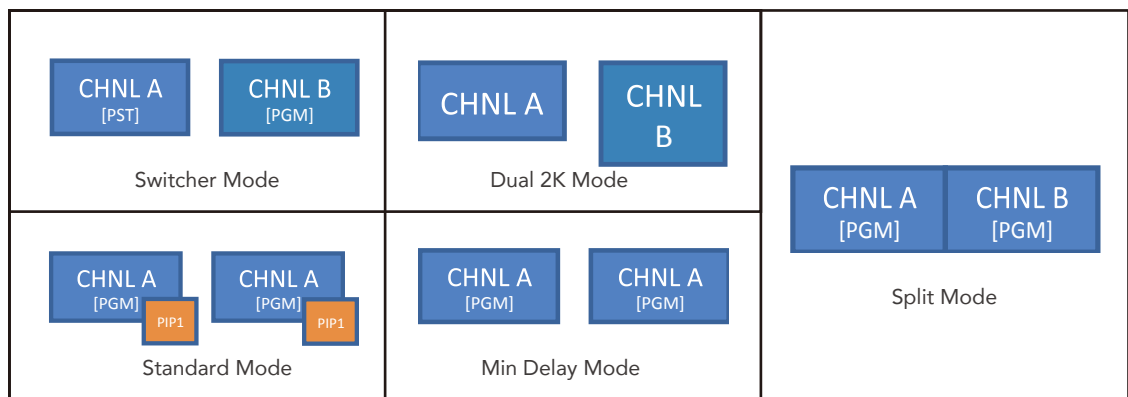 CHNL A
[PST]
CHNL B
[PGM]
Switcher Mode
CHNL A
CHNL
B
Dual 2K Mode
CHNL A
[PGM]
PIP1
CHNL A
[PGM]
PIP1
Standard Mode
CHNL A
[PGM]
CHNL A
[PGM]
Min Delay Mode
CHNL A
[PGM]
CHNL B
[PGM]
Split Mode